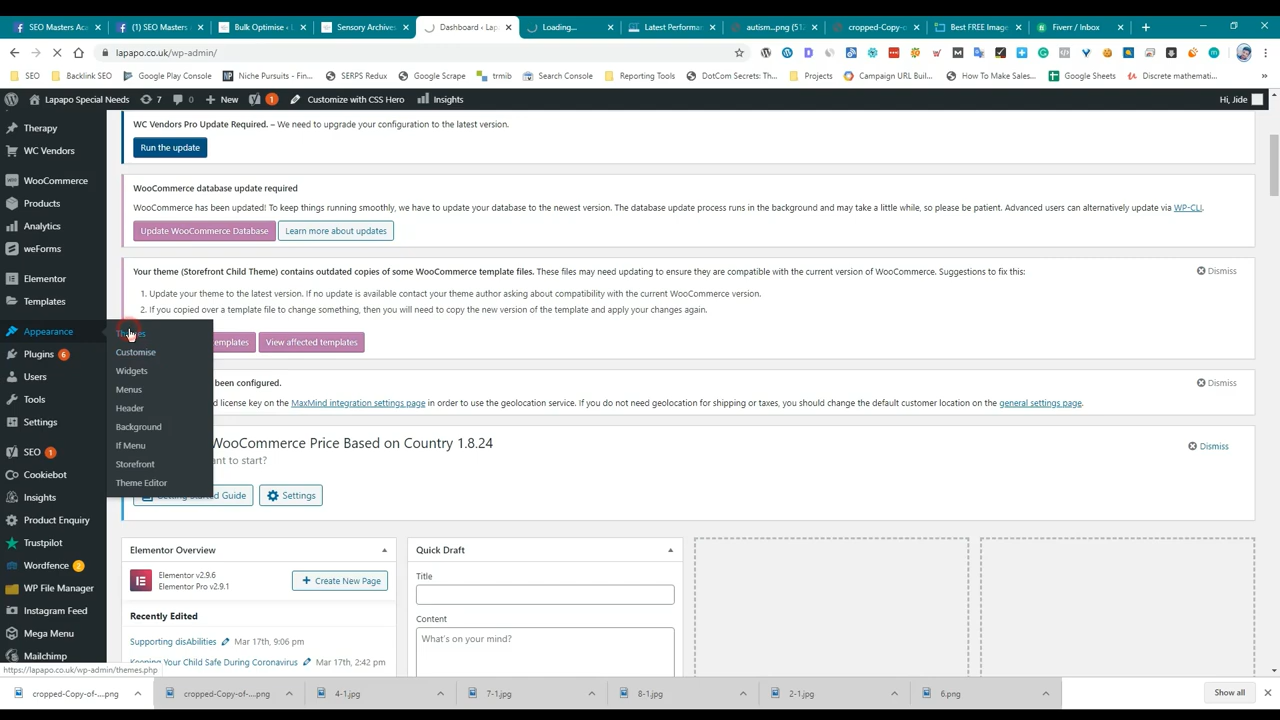 SEO Masters Ac
SEO Masters
Bulk Optimise ‹ L
Sensory Archives
Dashboard ‹ Lap
Loading...
Latest Performan
autism...png (512
cropped-Copy-o
Best FREE Image
Fiverr / Inbox
lapapo.co.uk/wp-admin/
SEO
Backlink SEO
Google Play Console
Niche Pursuits - Fin...
SERPS Redux
Google Scrape
trmib
Search Console
Reporting Tools
DotCom Secrets: Th...
Projects
Campaign URL Buil...
How To Make Sales...
Google Sheets
Discrete mathemati...
Lapapo Special Needs
7
0
New
1
Customize with CSS Hero
Insights
Hi, Jide
Therapy
WC Vendors
WooCommerce
Products
Analytics
weForms
Elementor
Templates
Appearance
Plugins 6
Users
Tools
Settings
SEO 1
Cookiebot
Insights
Product Enquiry
Trustpilot
Wordfence 2
WP File Manager
Instagram Feed
Mega Menu
Mailchimp
Themes
Customise
Widgets
Menus
Header
Background
If Menu
Storefront
Theme Editor
WC Vendors Pro Update Required. – We need to upgrade your configuration to the latest version.
Run the update
WooCommerce database update required
WooCommerce has been updated! To keep things running smoothly, we have to update your database to the newest version. The database update process runs in the background and may take a little while, so please be patient. Advanced users can alternatively update via WP-CLI.
Update WooCommerce Database
Learn more about updates
Your theme (Storefront Child Theme) contains outdated copies of some WooCommerce template files. These files may need updating to ensure they are compatible with the current version of WooCommerce. Suggestions to fix this:
Dismiss
1. Update your theme to the latest version. If no update is available contact your theme author asking about compatibility with the current WooCommerce version.
2. If you copied over a template file to change something, then you will need to copy the new version of the template and apply your changes again.
templates
View affected templates
been configured.
Dismiss
d license key on the MaxMind integration settings page in order to use the geolocation service. If you do not need geolocation for shipping or taxes, you should change the default customer location on the general settings page.
WooCommerce Price Based on Country 1.8.24
Dismiss
ant to start?
Getting Started Guide
Settings
Elementor Overview
Elementor v2.9.6
Elementor Pro v2.9.1
Create New Page
Recently Edited
Supporting disAbilities Mar 17th, 9:06 pm
Keeping Your Child Safe During Coronavirus Mar 17th, 2:42 pm
Quick Draft
Title
Content
What's on your mind?
https://lapapo.co.uk/wp-admin/themes.php
cropped-Copy-of-....png
cropped-Copy-of-....png
4-1.jpg
7-1.jpg
8-1.jpg
2-1.jpg
6.png
Show all